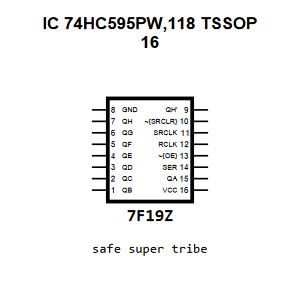 IC 74HC595PW,118 TSSOP
16
8 GND QH' 9
7 QH ~{SRCLR} 10
6 QG SRCLK 11
5 QF RCLK 12
4 QE ~{OE} 13
3 QD SER 14
2 QC QA 15
1 QB VCC 16
7F19Z
safe super tribe